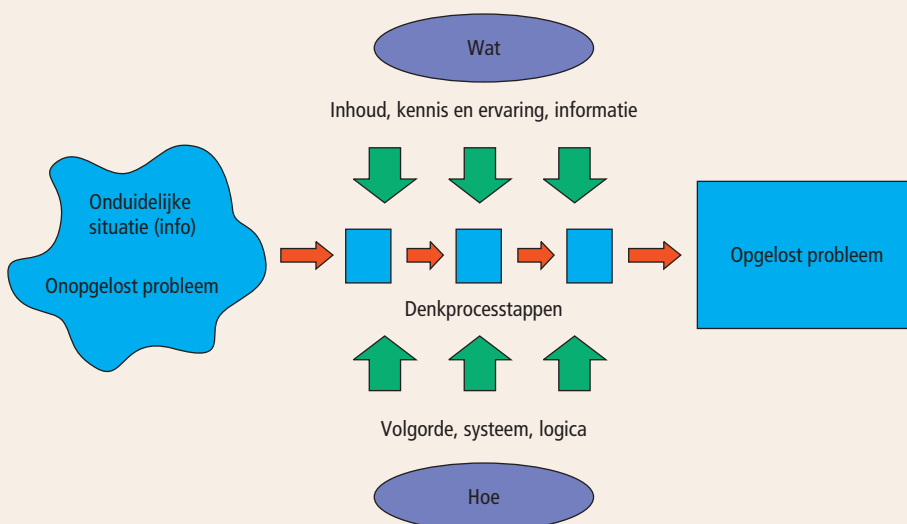 Wat
Inhoud, kennis en ervaring, informatie
Onduidelijke
situatie (info)
Onopgelost probleem
Opgelost probleem
Denkprocesstappen
Volgorde, systeem, logica
Hoe